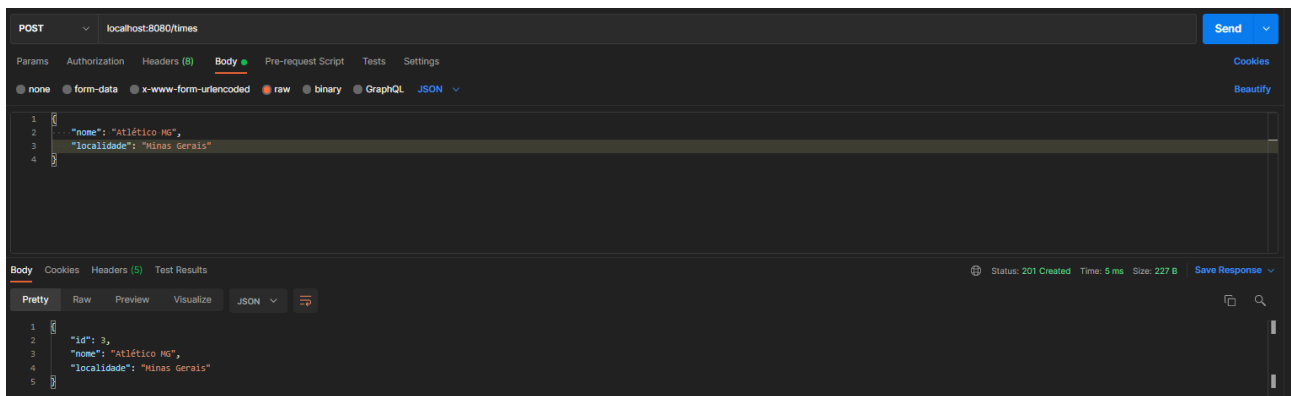 POST localhost:8080/times Send
Params Authorization Headers (8) Body Pre-request Script Tests Settings Cookies
none form-data x-www-form-urlencoded raw binary GraphQL JSON Beautify
1 {
2 ····"nome":·"Atlético·MG",
3 "localidade": "Minas Gerais"
4 }
Body Cookies Headers (5) Test Results Status: 201 Created Time: 5 ms Size: 227 B Save Response
Pretty Raw Preview Visualize JSON
1 {
2 "id": 3,
3 "nome": "Atlético MG",
4 "localidade": "Minas Gerais"
5 }